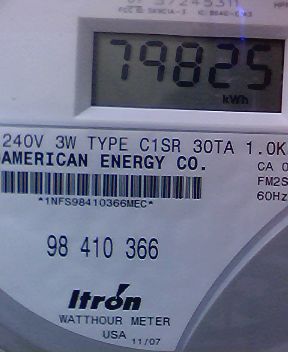 79825
kWh
240V 3W TYPE C1SR 30TA 1.0K
AMERICAN ENERGY CO.
CA 0
FM2S
60Hz
*1NFS98410366MEC*
98 410 366
Itron
WATTHOUR METER
USA 11/07